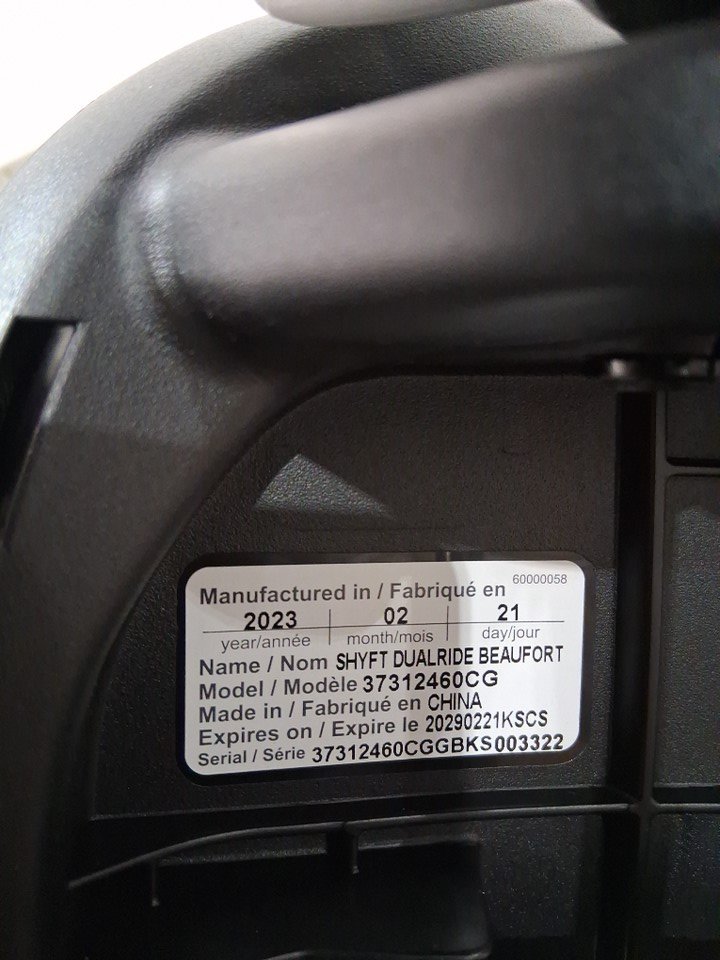 Manufactured in / Fabriqué en 60000058
2023 02 21
year/année month/mois day/jour
Name / Nom SHYFT DUALRIDE BEAUFORT
Model / Modèle 37312460CG
Made in / Fabriqué en CHINA
Expires on / Expire le 20290221KSCS
Serial / Série 37312460CGGBKS003322